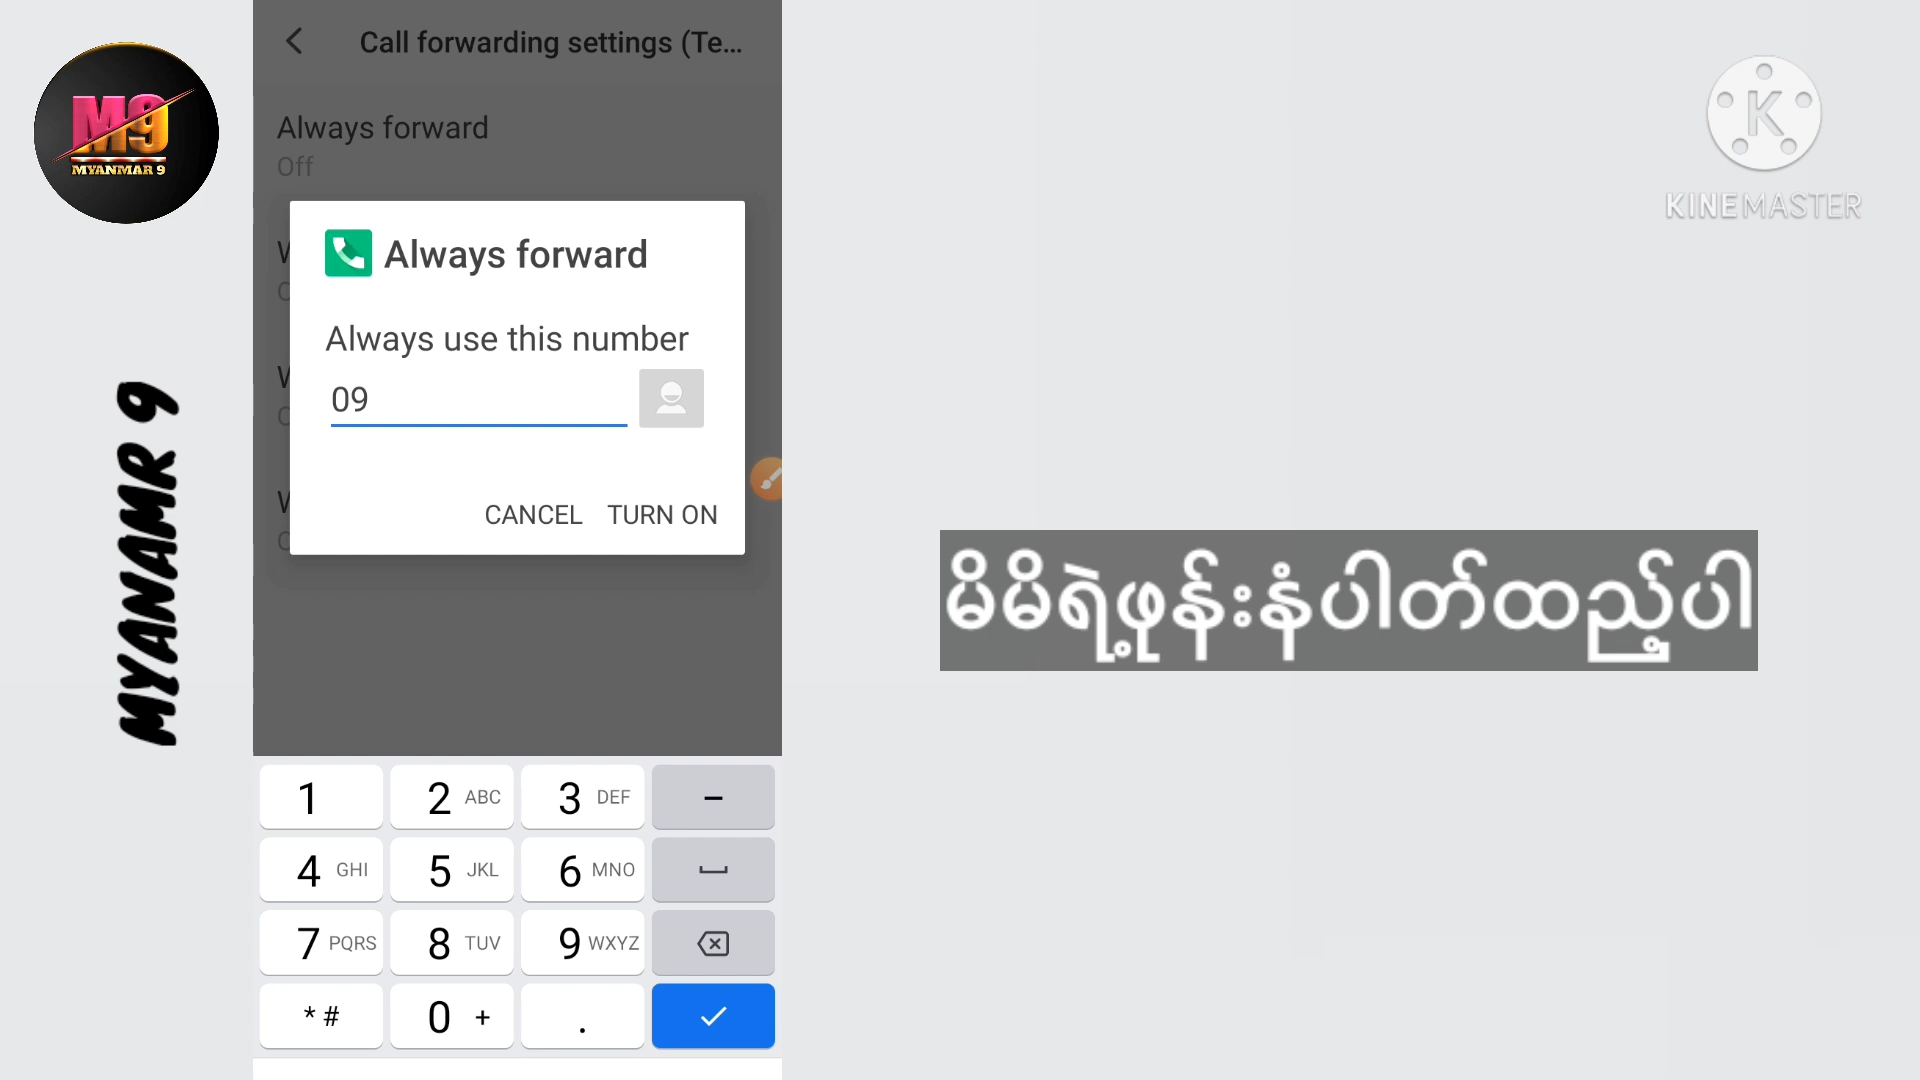 Call forwarding settings (Te...
Always forward
Off
Always forward
Always use this number
09
CANCEL
TURN ON
1
2 ABC
3 DEF
-
4 GHI
5 JKL
6 MNO
7 PQRS
8 TUV
9 WXYZ
* #
0 +
.
M9
MYANMAR 9
MYANAMR 9
K
KINEMASTER
မိမိရဲ့ဖုန်းနံပါတ်ထည့်ပါ